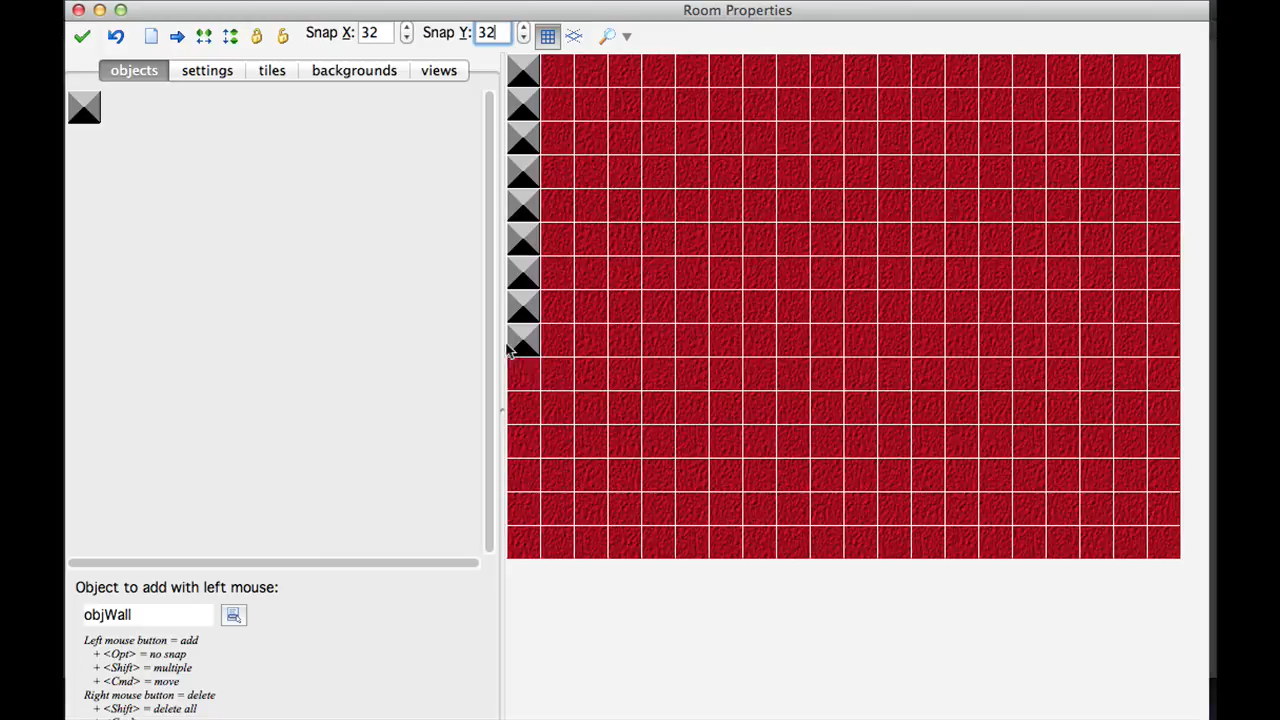 Room Properties
Snap X: 32 Snap Y: 32
objects settings tiles backgrounds views
Object to add with left mouse:
objWall
Left mouse button = add
+ <Opt> = no snap
+ <Shift> = multiple
+ <Cmd> = move
Right mouse button = delete
+ <Shift> = delete all